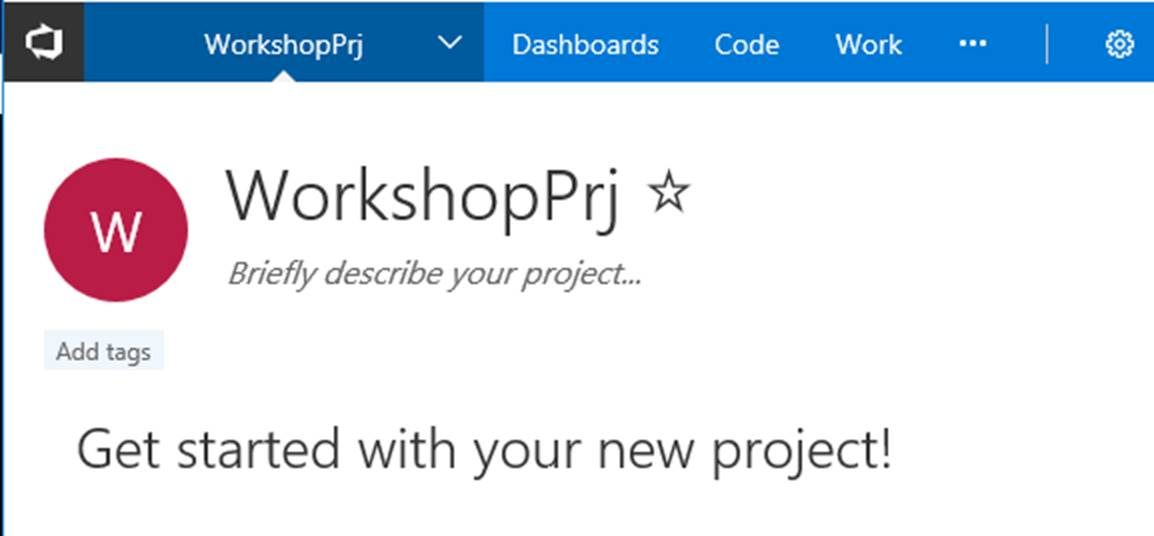 WorkshopPrj Dashboards Code Work ...
W
WorkshopPrj
Briefly describe your project...
Add tags
Get started with your new project!